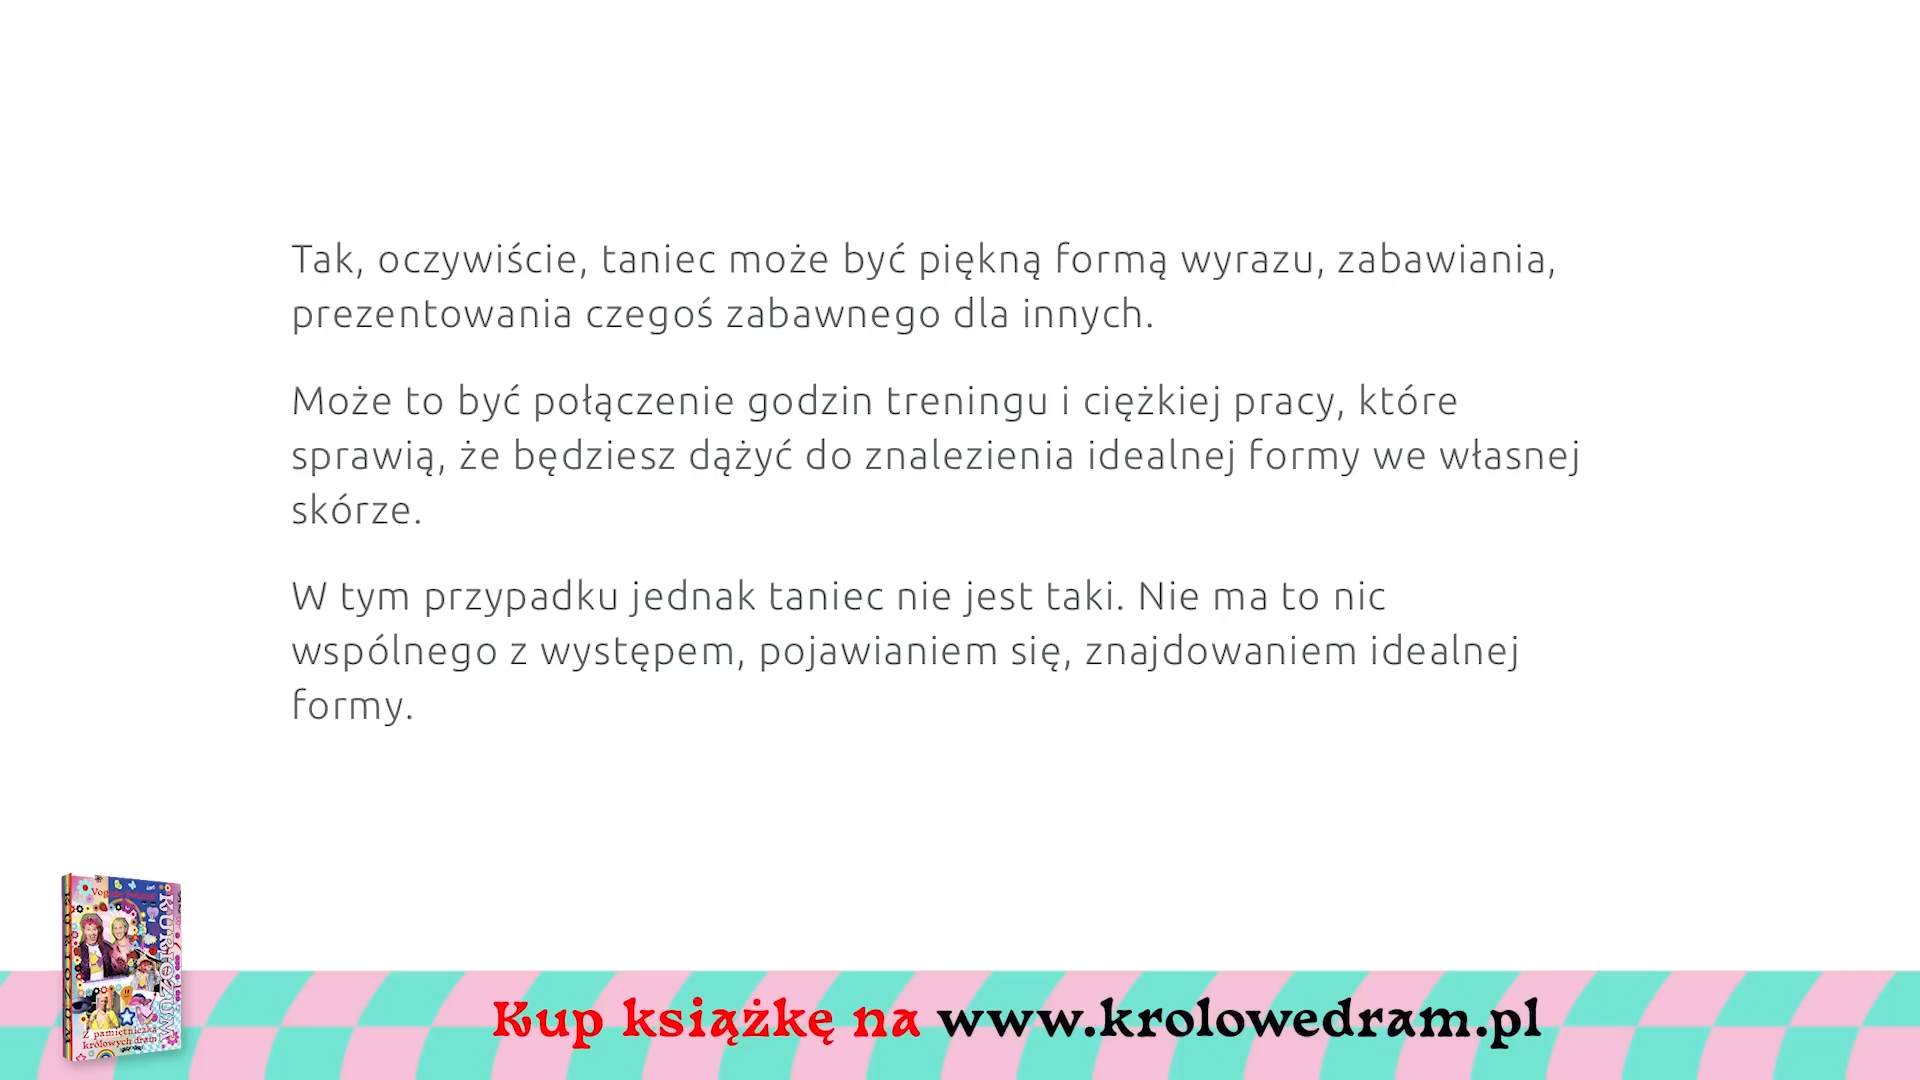 Tak, oczywiście, taniec może być piękną formą wyrazu, zabawiania,
prezentowania czegoś zabawnego dla innych.
Może to być połączenie godzin treningu i ciężkiej pracy, które
sprawią, że będziesz dążyć do znalezienia idealnej formy we własnej
skórze.
W tym przypadku jednak taniec nie jest taki. Nie ma to nic
wspólnego z występem, pojawianiem się, znajdowaniem idealnej
formy.
Z pamiętniczka
królowych dram
Kup książkę na www.krolowedram.pl